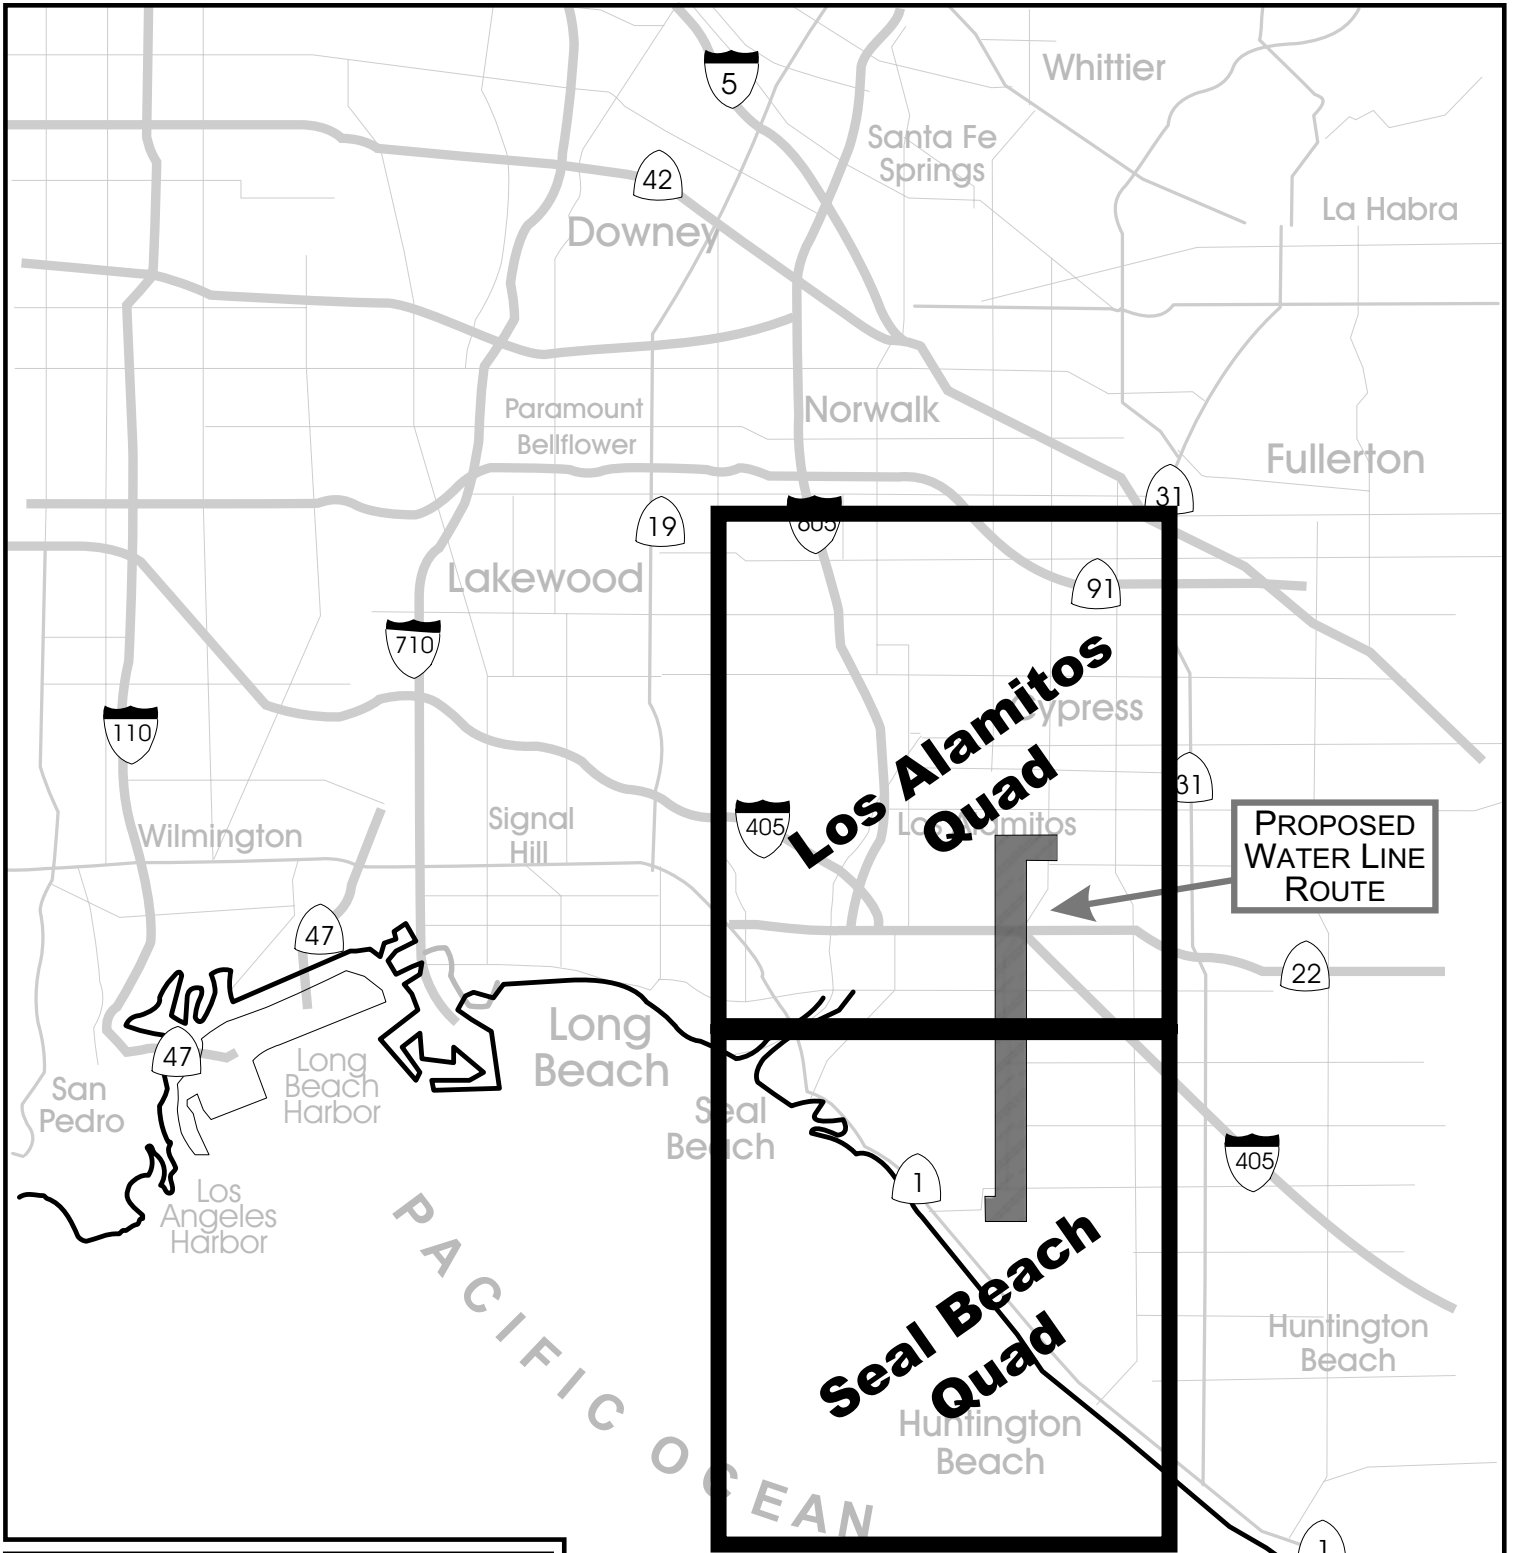 5
Whittier
Santa Fe
Springs
42
La Habra
Downey
Paramount
Norwalk
Bellflower
Fullerton
31
19
605
Lakewood
91
710
Los Alamitos
Quad
Cypress
110
31
405
Signal
Hill
Wilmington
Los Alamitos
PROPOSED
WATER LINE
ROUTE
47
22
Long
Beach
47
Long
Beach
Harbor
San
Pedro
Seal
Beach
405
1
Los
Angeles
Harbor
PACIFIC OCEAN
Seal Beach
Quad
Huntington
Beach
Huntington
Beach
1